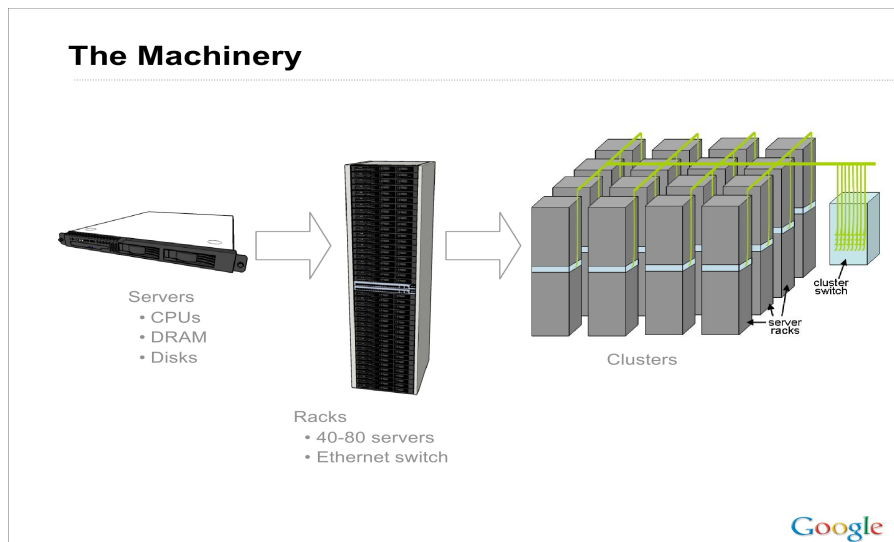 The Machinery
Servers
• CPUs
• DRAM
• Disks
Racks
• 40-80 servers
• Ethernet switch
Clusters
cluster
switch
server
racks
Google